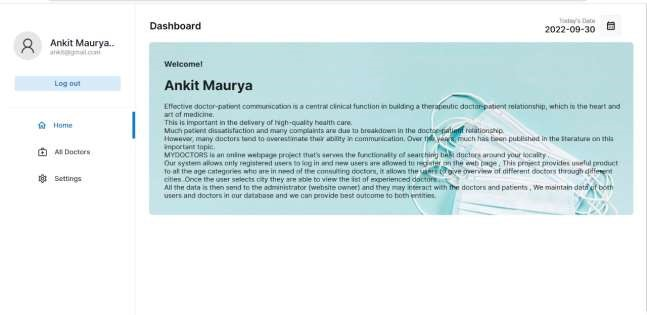 Ankit Maurya..
ankit@gmail.com
Log out
Home
All Doctors
Settings
Dashboard
Today's Date
2022-09-30
Welcome!
Ankit Maurya
Effective doctor-patient communication is a central clinical function in building a therapeutic doctor-patient relationship, which is the heart and
art of medicine.
This is important in the delivery of high-quality health care.
Much patient dissatisfaction and many complaints are due to breakdown in the doctor-patient relationship.
However, many doctors tend to overestimate their ability in communication. Over the years, much has been published in the literature on this
important topic.
MYDOCTORS is an online webpage project that's serves the functionality of searching best doctors around your locality .
Our system allows only registered users to log in and new users are allowed to register on the web page , This project provides useful product
to all the age categories who are in need of the consulting doctors, it allows the users to give overview of different doctors through different
cities .Once the user selects city they are able to view the list of experienced doctors .
All the data is then send to the administrator (website owner) and they may interact with the doctors and patients , We maintain data of both
users and doctors in our database and we can provide best outcome to both entities.